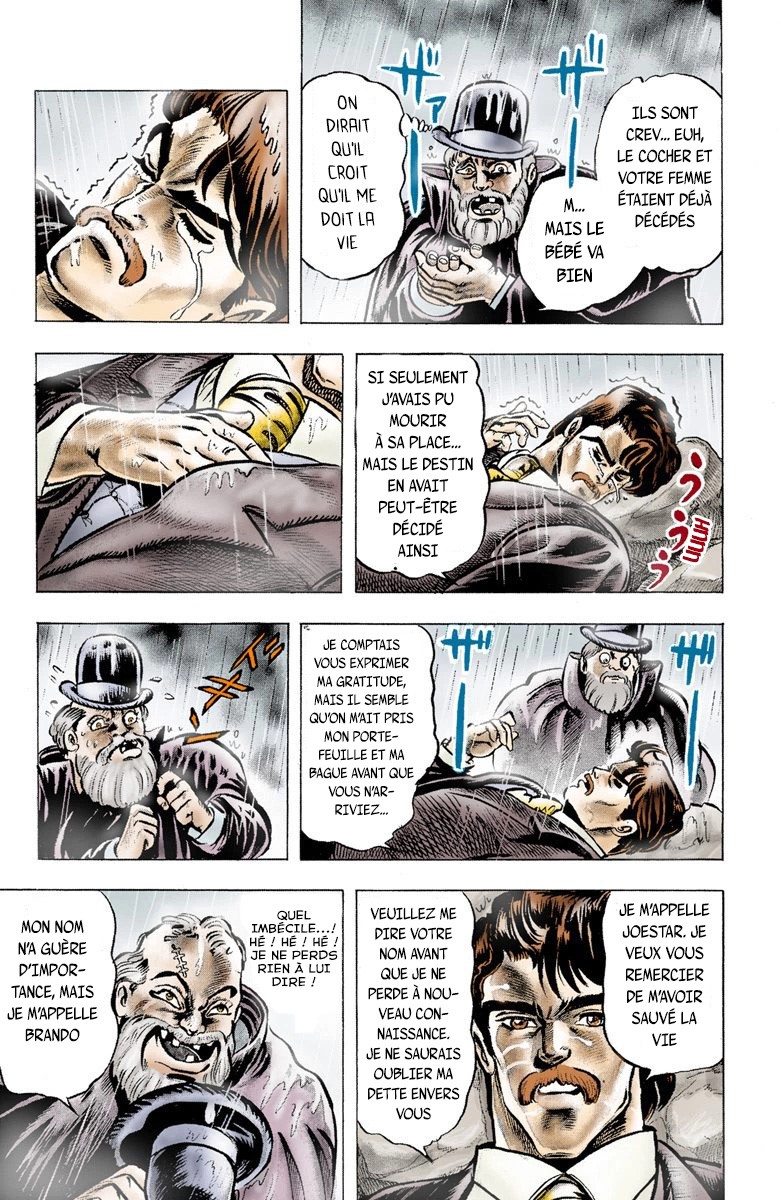 ILS SONT
CREV... EUH,
LE COCHER ET
VOTRE FEMME
ÉTAIENT DÉJÀ
DÉCÉDÉS
M...
MAIS LE
BÉBÉ VA
BIEN
ザァーー
ザーー
ON
DIRAIT
QU'IL
CROIT
QU'IL ME
DOIT LA
VIE
SI SEULEMENT
J'AVAIS PU
MOURIR
À SA PLACE...
MAIS LE DESTIN
EN AVAIT
PEUT-ÊTRE
DÉCIDÉ
AINSI
ううう
HNN
UUUH
JE COMPTAIS
VOUS EXPRIMER
MA GRATITUDE,
MAIS IL SEMBLE
QU'ON M'AIT PRIS
MON PORTE-
FEUILLE ET MA
BAGUE AVANT QUE
VOUS N'AR-
RIVIEZ...
ザーー
ザーー
JE M'APPELLE
JOESTAR. JE
VEUX VOUS
REMERCIER
DE M'AVOIR
SAUVÉ LA
VIE
VEUILLEZ ME
DIRE VOTRE
NOM AVANT
QUE JE NE
PERDE À NOU-
VEAU CON-
NAISSANCE.
JE NE SAURAIS
OUBLIER MA
DETTE ENVERS
VOUS
QUEL
IMBÉCILE...!
HÉ ! HÉ ! HÉ !
JE NE PERDS
RIEN À LUI
DIRE !
MON NOM
N'A GUÈRE
D'IMPOR-
TANCE, MAIS
JE M'APPELLE
BRANDO